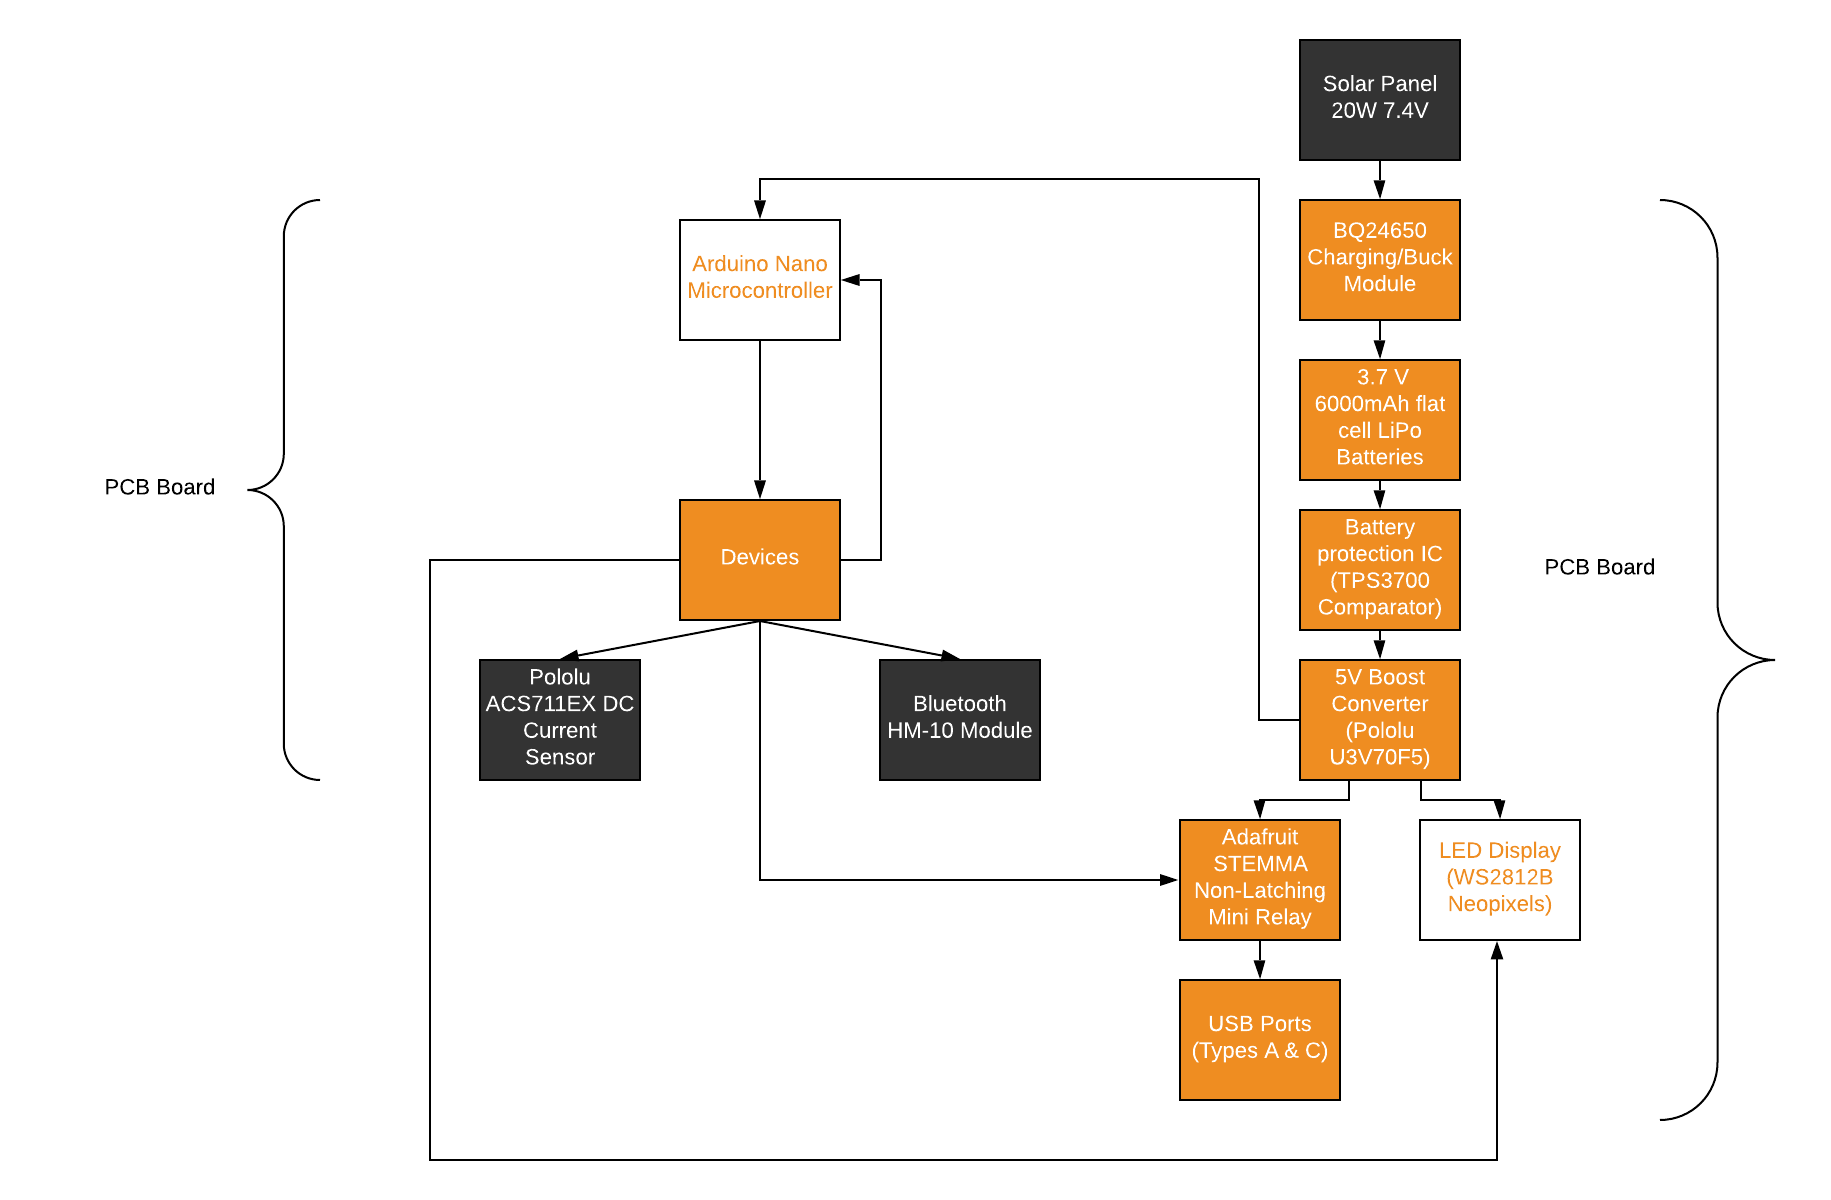 Solar Panel
20W 7.4V
BQ24650
Charging/Buck
Module
Arduino Nano
Microcontroller
3.7 V
6000mAh flat
cell LiPo
Batteries
PCB Board
Devices
Battery
protection IC
(TPS3700
Comparator)
PCB Board
Pololu
ACS711EX DC
Current
Sensor
Bluetooth
HM-10 Module
5V Boost
Converter
(Pololu
U3V70F5)
Adafruit
STEMMA
Non-Latching
Mini Relay
LED Display
(WS2812B
Neopixels)
USB Ports
(Types A & C)